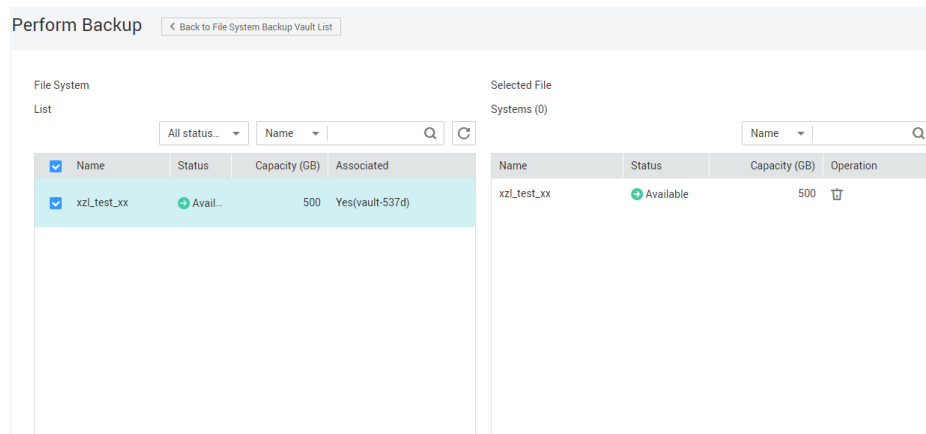 Perform Backup
< Back to File System Backup Vault List
File System
List
All status...
Name
Name
Status
Capacity (GB)
Associated
xzl_test_xx
Avail...
500
Yes(vault-537d)
Selected File
Systems (0)
Name
Name
Status
Capacity (GB)
Operation
xzl_test_xx
Available
500